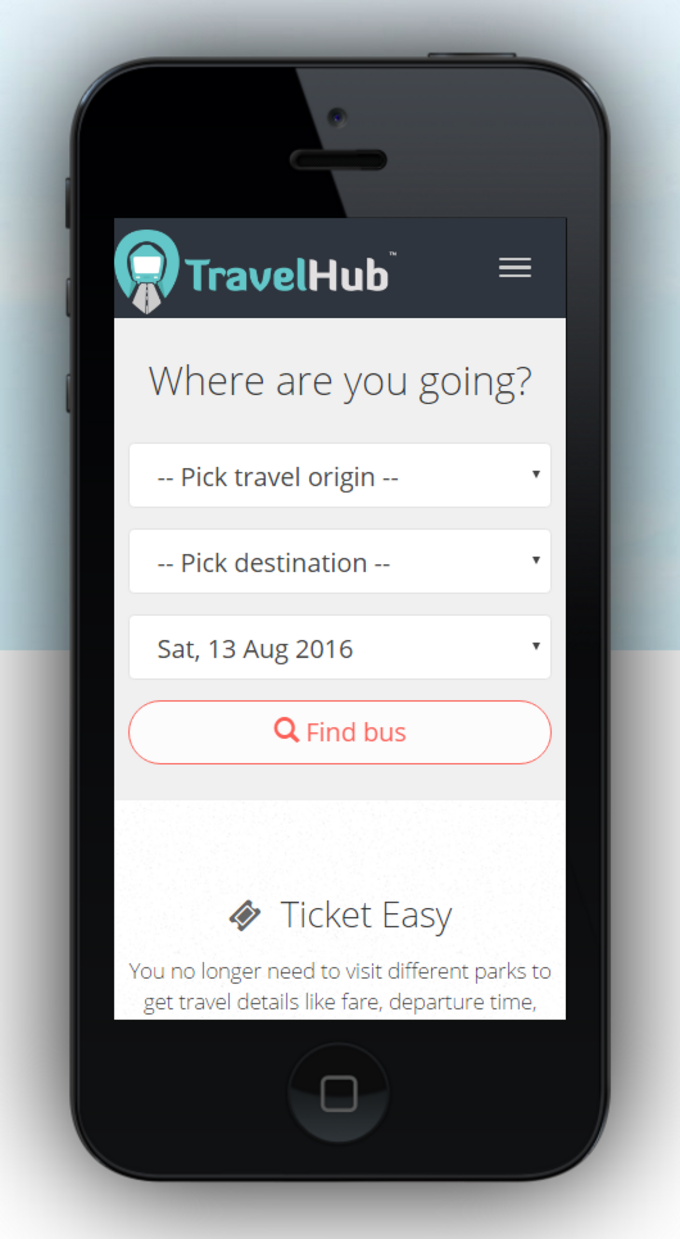 TravelHub™
Where are you going?
-- Pick travel origin --
-- Pick destination --
Sat, 13 Aug 2016
Find bus
Ticket Easy
You no longer need to visit different parks to
get travel details like fare, departure time,